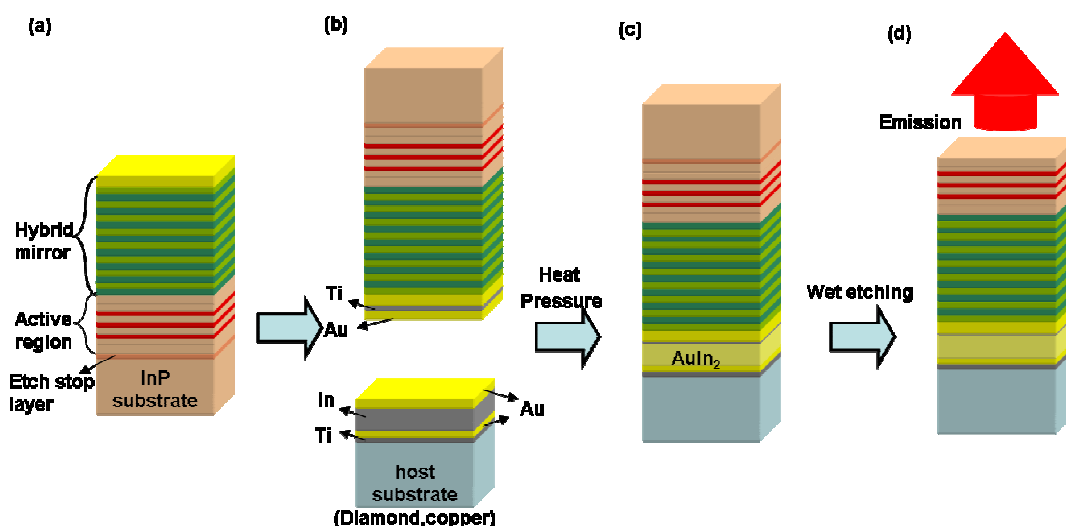 (a)
Hybrid
mirror
Active
region
Etch stop
layer
InP
substrate
(b)
Ti
Au
In
Ti
Au
host
substrate
(Diamond,copper)
Heat
Pressure
(c)
AuIn₂
Wet etching
(d)
Emission